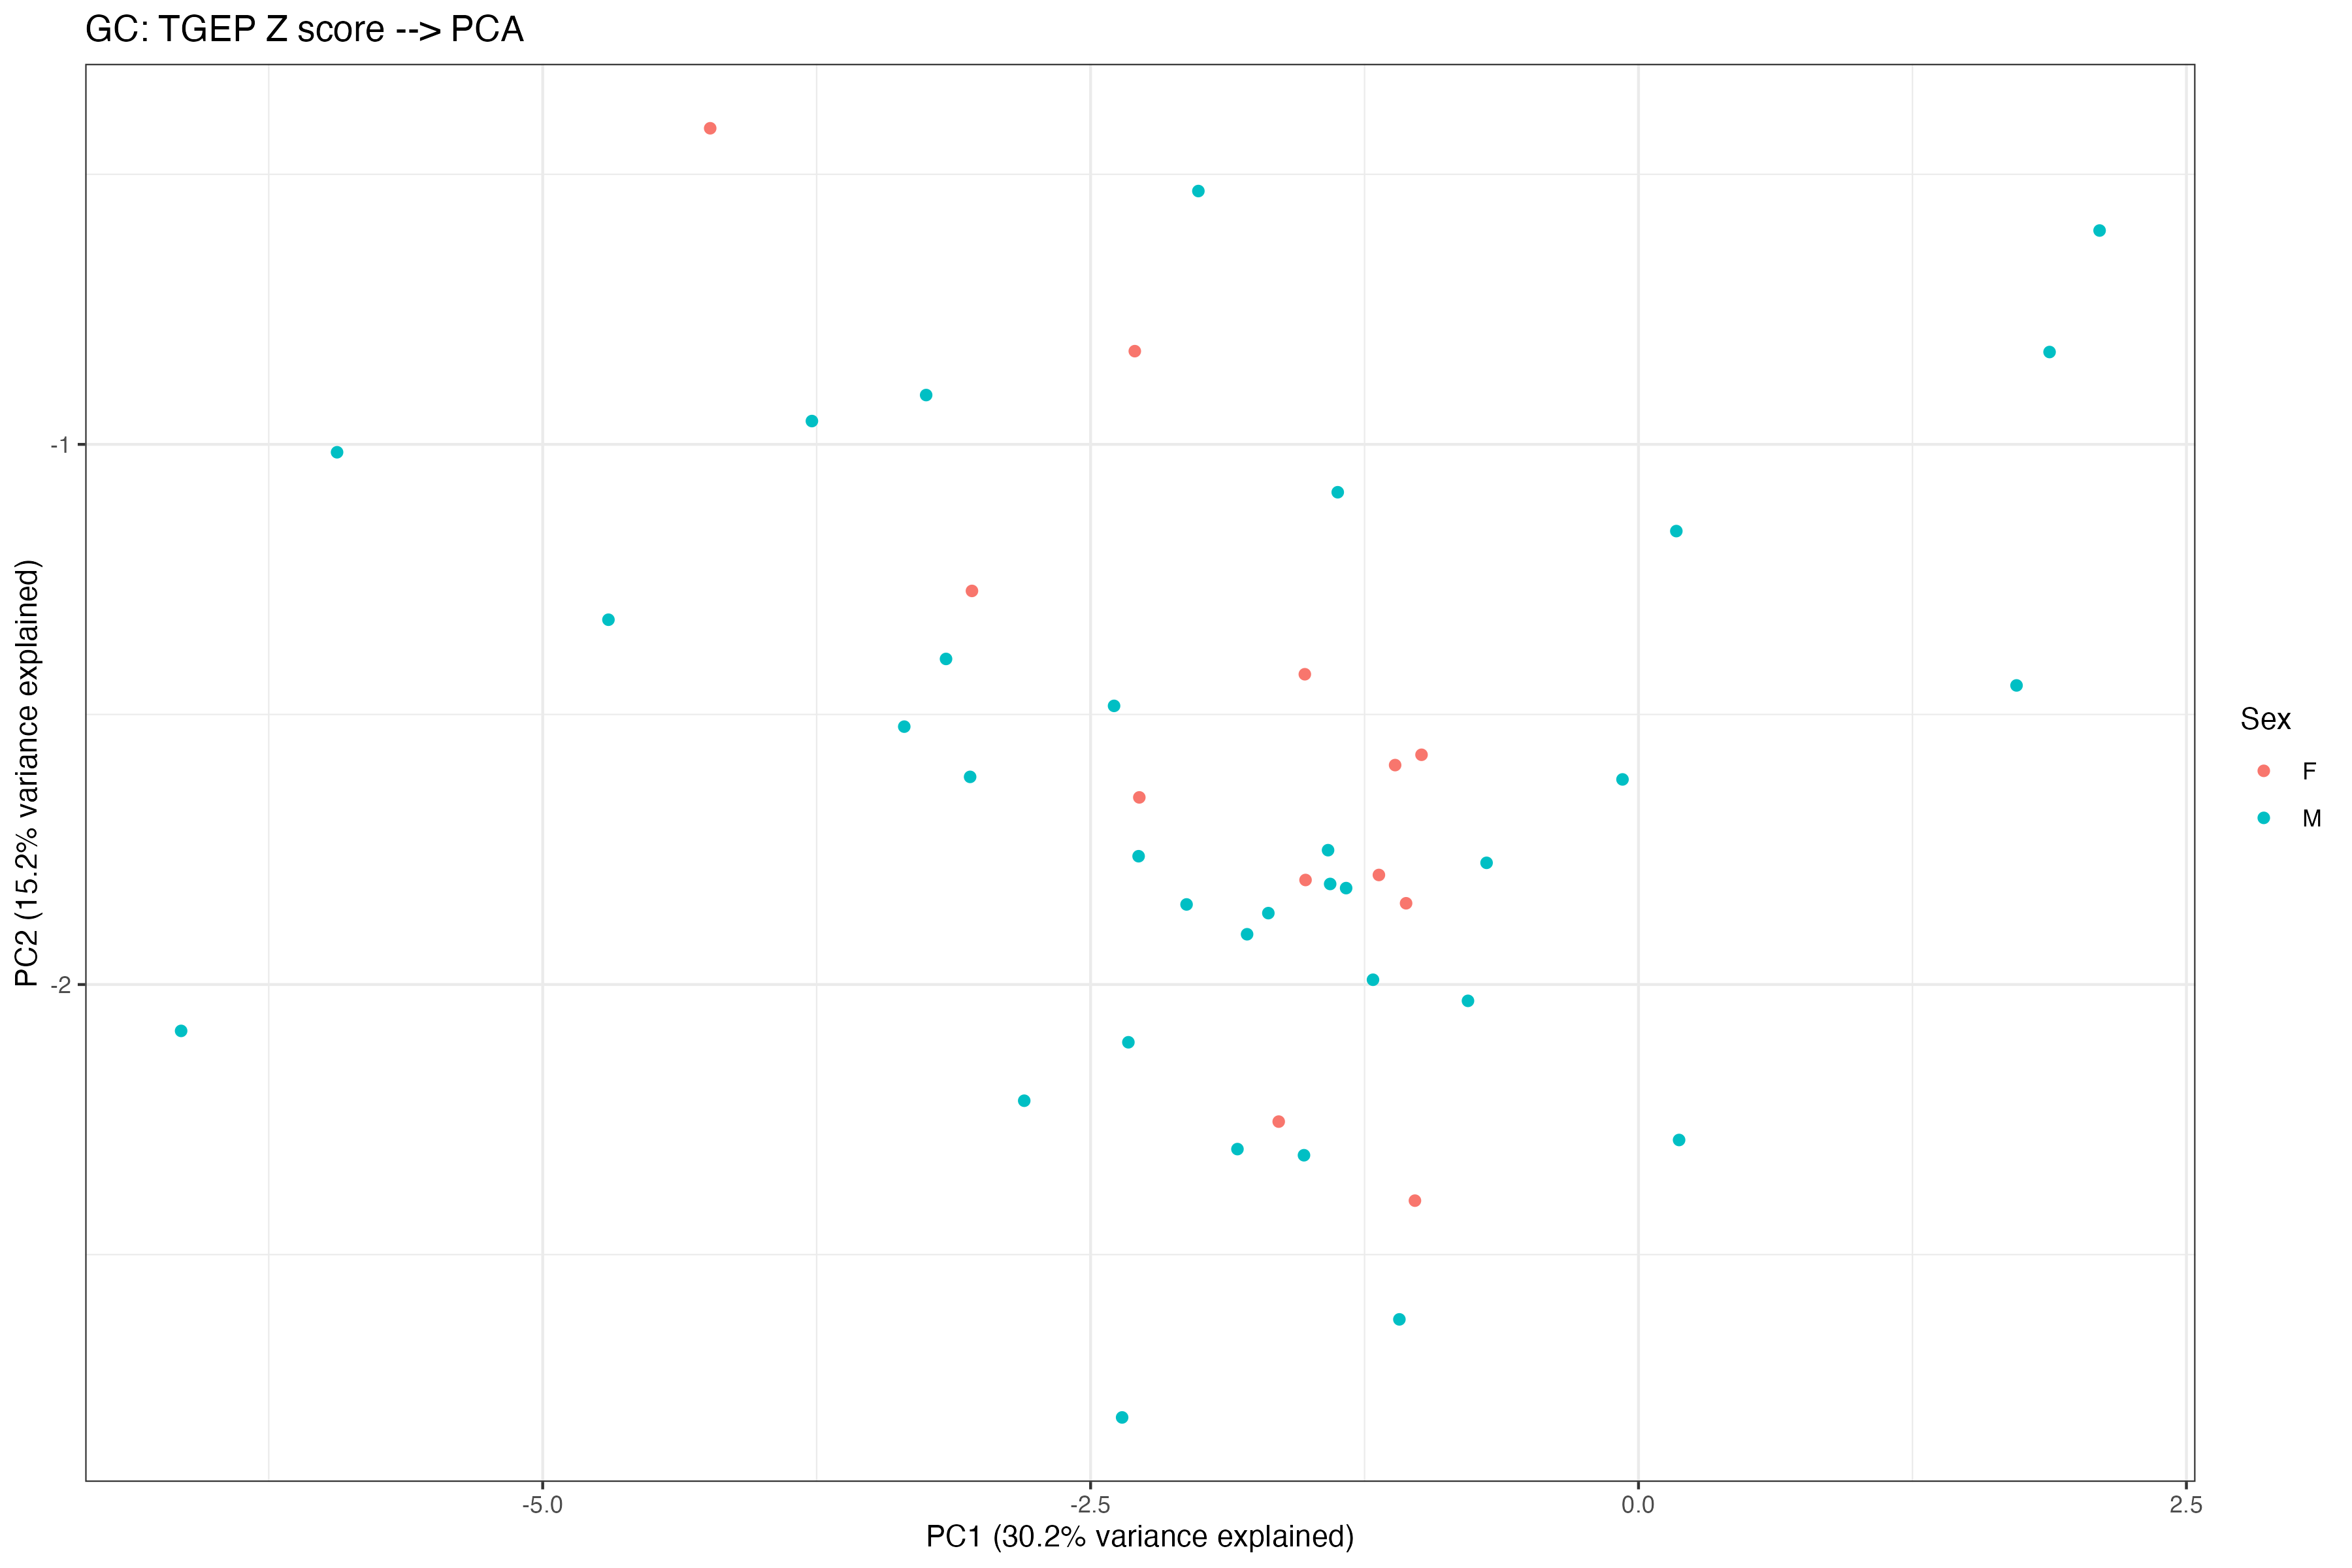 GC: TGEP Z score --> PCA
PC2 (15.2% variance explained)
-1
-2
-5.0
-2.5
0.0
2.5
PC1 (30.2% variance explained)
Sex
F
M